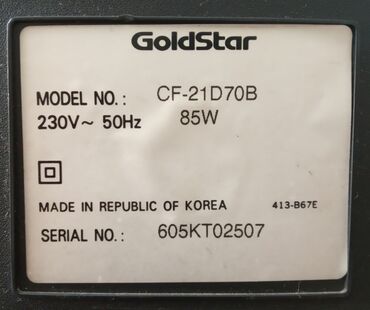 GoldStar
MODEL NO.: CF-21D70B
230V~ 50Hz 85W
MADE IN REPUBLIC OF KOREA 413-B67E
SERIAL NO.: 605KT02507